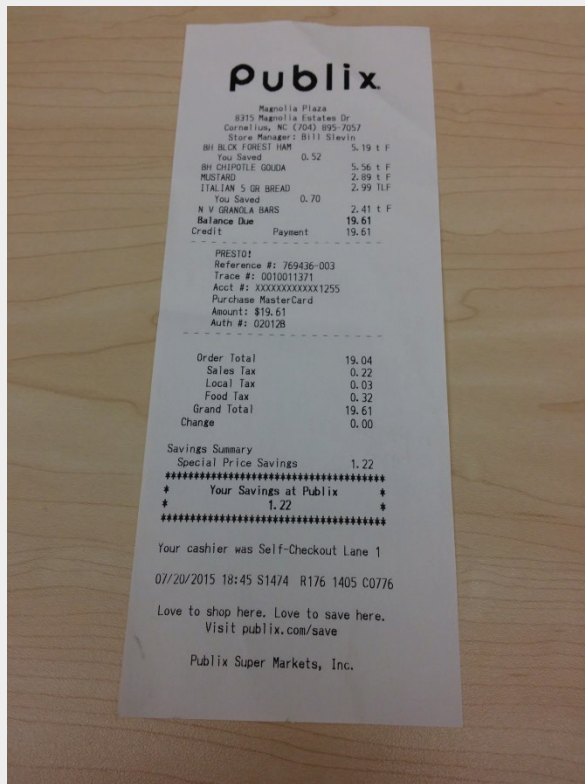 Publix.
Magnolia Plaza
8315 Magnolia Estates Dr
Cornelius, NC (704) 895-7057
Store Manager: Bill Slevin
BH BLCK FOREST HAM 5.19 t F
You Saved 0.52
BH CHIPOTLE GOUDA 5.56 t F
MUSTARD 2.89 t F
ITALIAN 5 GR BREAD 2.99 TLF
You Saved 0.70
N V GRANOLA BARS 2.41 t F
Balance Due 19.61
Credit Payment 19.61
- - - - - - - - - - - - - - - - - - - -
PRESTO!
Reference #: 769436-003
Trace #: 0010011371
Acct #: XXXXXXXXXXXX1255
Purchase MasterCard
Amount: $19.61
Auth #: 02012B
- - - - - - - - - - - - - - - - - - - -
Order Total 19.04
Sales Tax 0.22
Local Tax 0.03
Food Tax 0.32
Grand Total 19.61
Change 0.00
Savings Summary
Special Price Savings 1.22
**************************************
* Your Savings at Publix *
* 1.22 *
**************************************
Your cashier was Self-Checkout Lane 1
07/20/2015 18:45 S1474 R176 1405 C0776
Love to shop here. Love to save here.
Visit publix.com/save
Publix Super Markets, Inc.